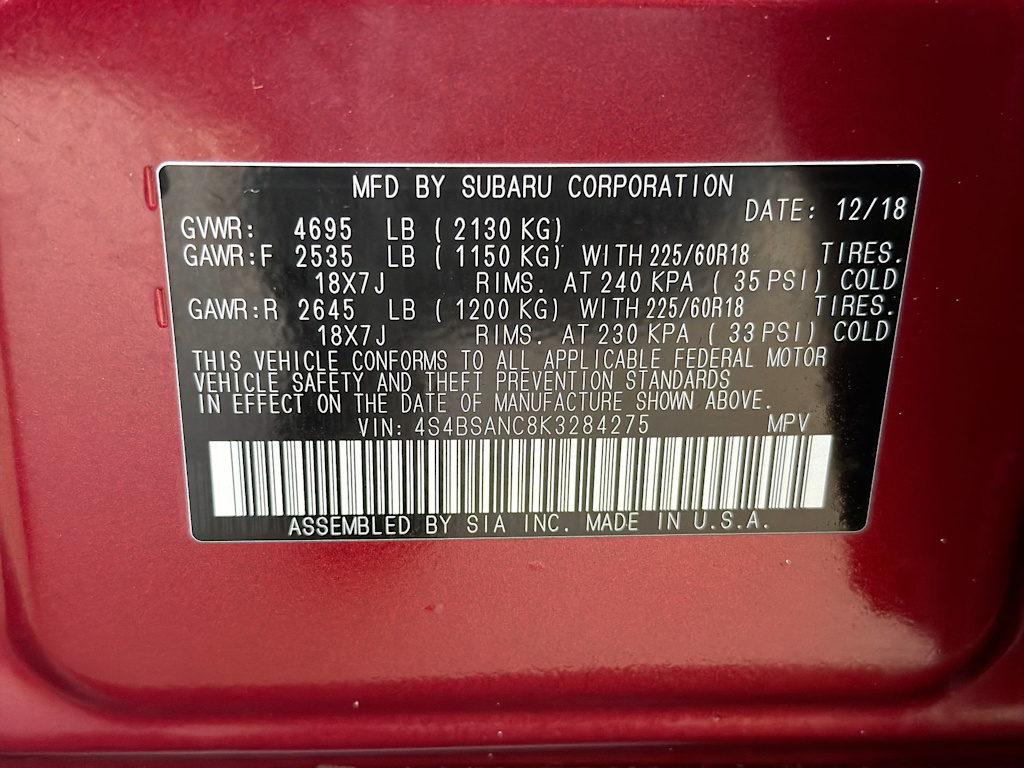 MFD BY SUBARU CORPORATION
DATE: 12/18
GVWR: 4695 LB (2130 KG)
GAWR:F 2535 LB (1150 KG) WITH 225/60R18 TIRES.
18X7J RIMS. AT 240 KPA (35 PSI) COLD
GAWR:R 2645 LB (1200 KG) WITH 225/60R18 TIRES.
18X7J RIMS. AT 230 KPA (33 PSI) COLD
THIS VEHICLE CONFORMS TO ALL APPLICABLE FEDERAL MOTOR
VEHICLE SAFETY AND THEFT PREVENTION STANDARDS
IN EFFECT ON THE DATE OF MANUFACTURE SHOWN ABOVE.
VIN: 4S4BSANC8K3284275 MPV
ASSEMBLED BY SIA INC. MADE IN U.S.A.